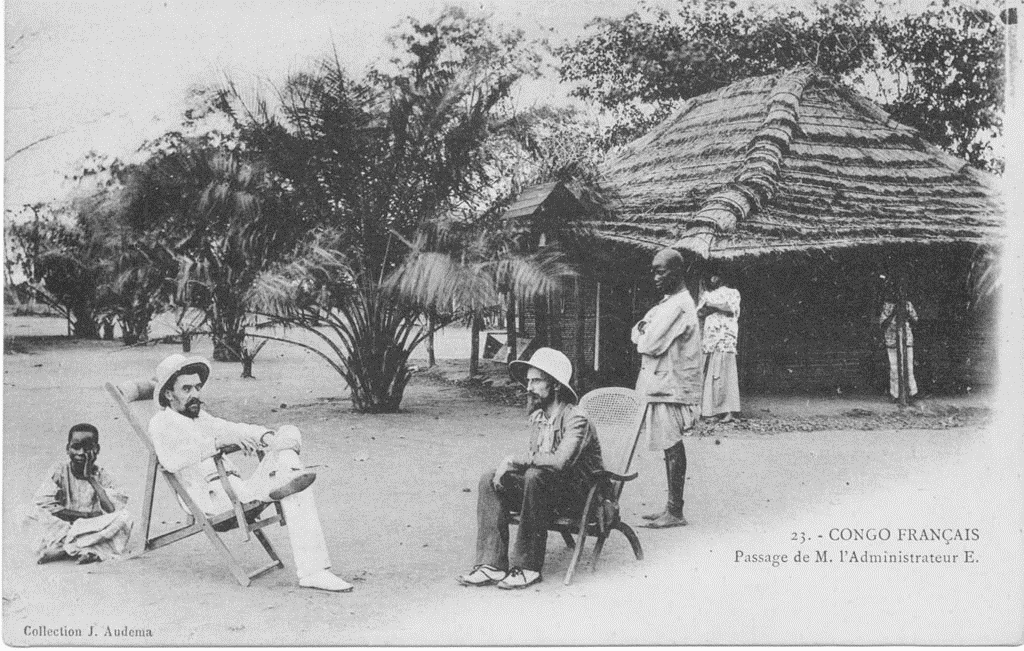 23. - CONGO FRANÇAIS
Passage de M. l'Administrateur E.
Collection J. Audema